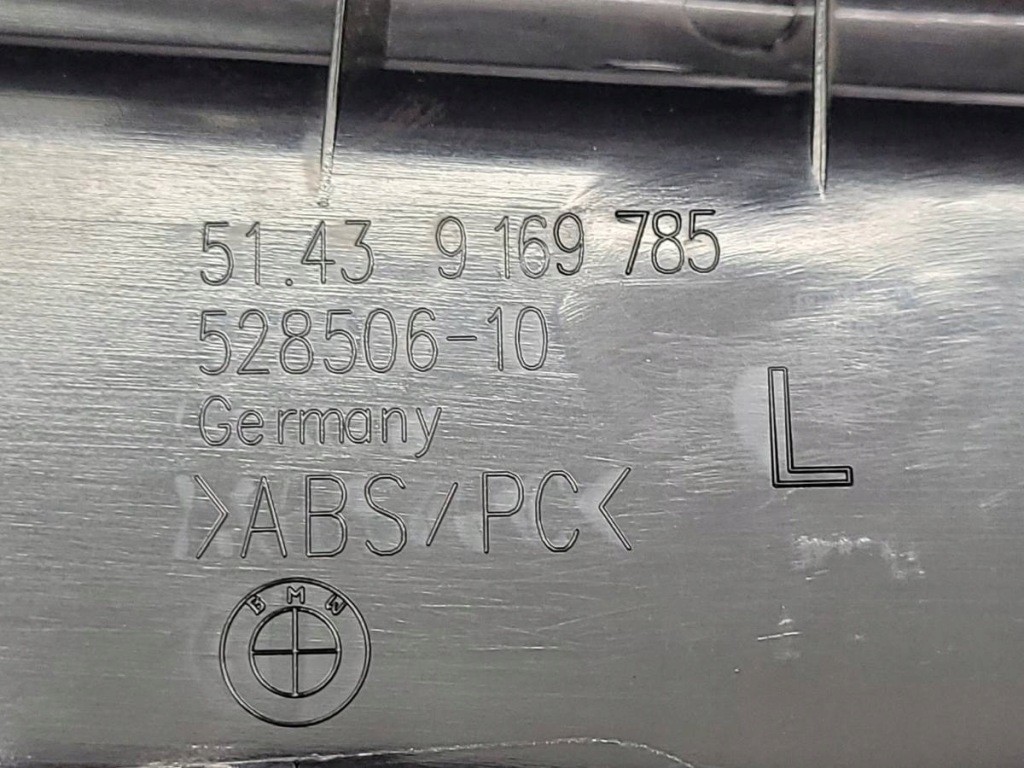 51.43 9 169 785
528506-10
Germany
L
>ABS/PC<
BMW